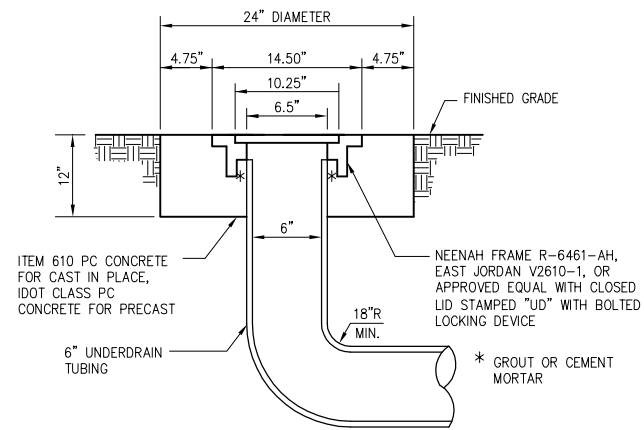 24" DIAMETER
4.75"
14.50"
4.75"
10.25"
6.5"
FINISHED GRADE
12"
*
*
6"
ITEM 610 PC CONCRETE
FOR CAST IN PLACE,
IDOT CLASS PC
CONCRETE FOR PRECAST
NEENAH FRAME R-6461-AH,
EAST JORDAN V2610-1, OR
APPROVED EQUAL WITH CLOSED
LID STAMPED "UD" WITH BOLTED
LOCKING DEVICE
18"R
MIN.
6" UNDERDRAIN
TUBING
* GROUT OR CEMENT
MORTAR